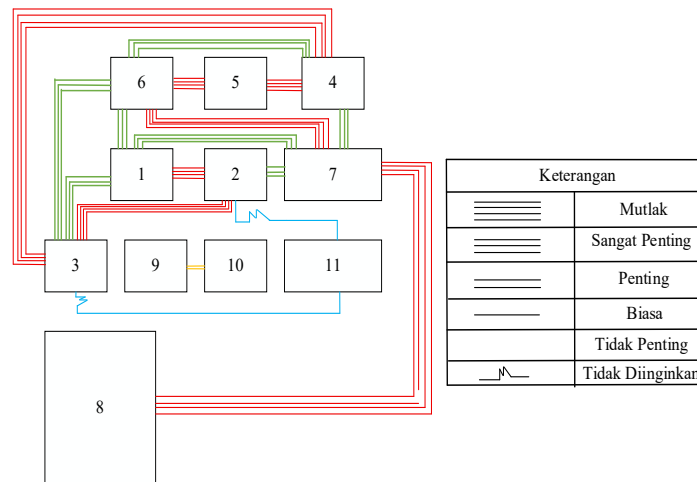 6 5 4
1 2 7
3 9 10 11
8
Keterangan
Mutlak
Sangat Penting
Penting
Biasa
Tidak Penting
Tidak Diinginkan